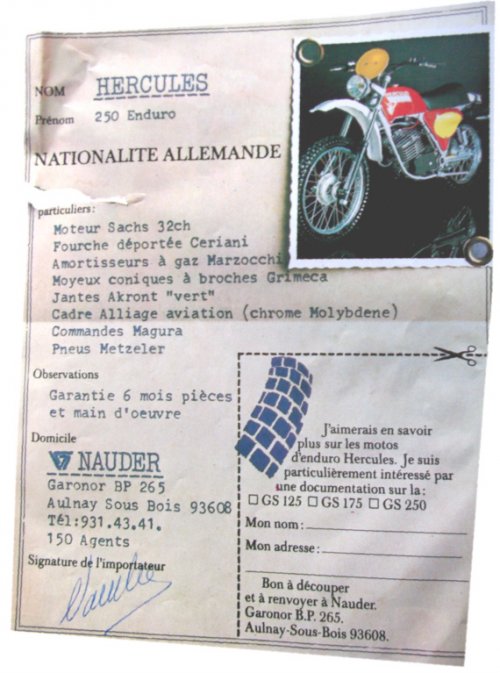 NOM HERCULES
Prénom 250 Enduro
NATIONALITE ALLEMANDE
particuliers:
Moteur Sachs 32ch
Fourche déportée Ceriani
Amortisseurs à gaz Marzocchi
Moyeux coniques à broches Grimeca
Jantes Akront "vert"
Cadre Alliage aviation (chrome Molybdene)
Commandes Magura
Pneus Metzeler
Observations
Garantie 6 mois pièces
et main d'oeuvre
Domicile
NAUDER
Garonor BP 265
Aulnay Sous Bois 93608
Tél:931.43.41.
150 Agents
Signature de l'importateur
J'aimerais en savoir
plus sur les motos
d'enduro Hercules. Je suis
particulièrement intéressé par
une documentation sur la:
☐ GS 125 ☐ GS 175 ☐ GS 250
Mon nom:
Mon adresse:
Bon à découper
et à renvoyer à Nauder.
Garonor B.P. 265.
Aulnay-Sous-Bois 93608.